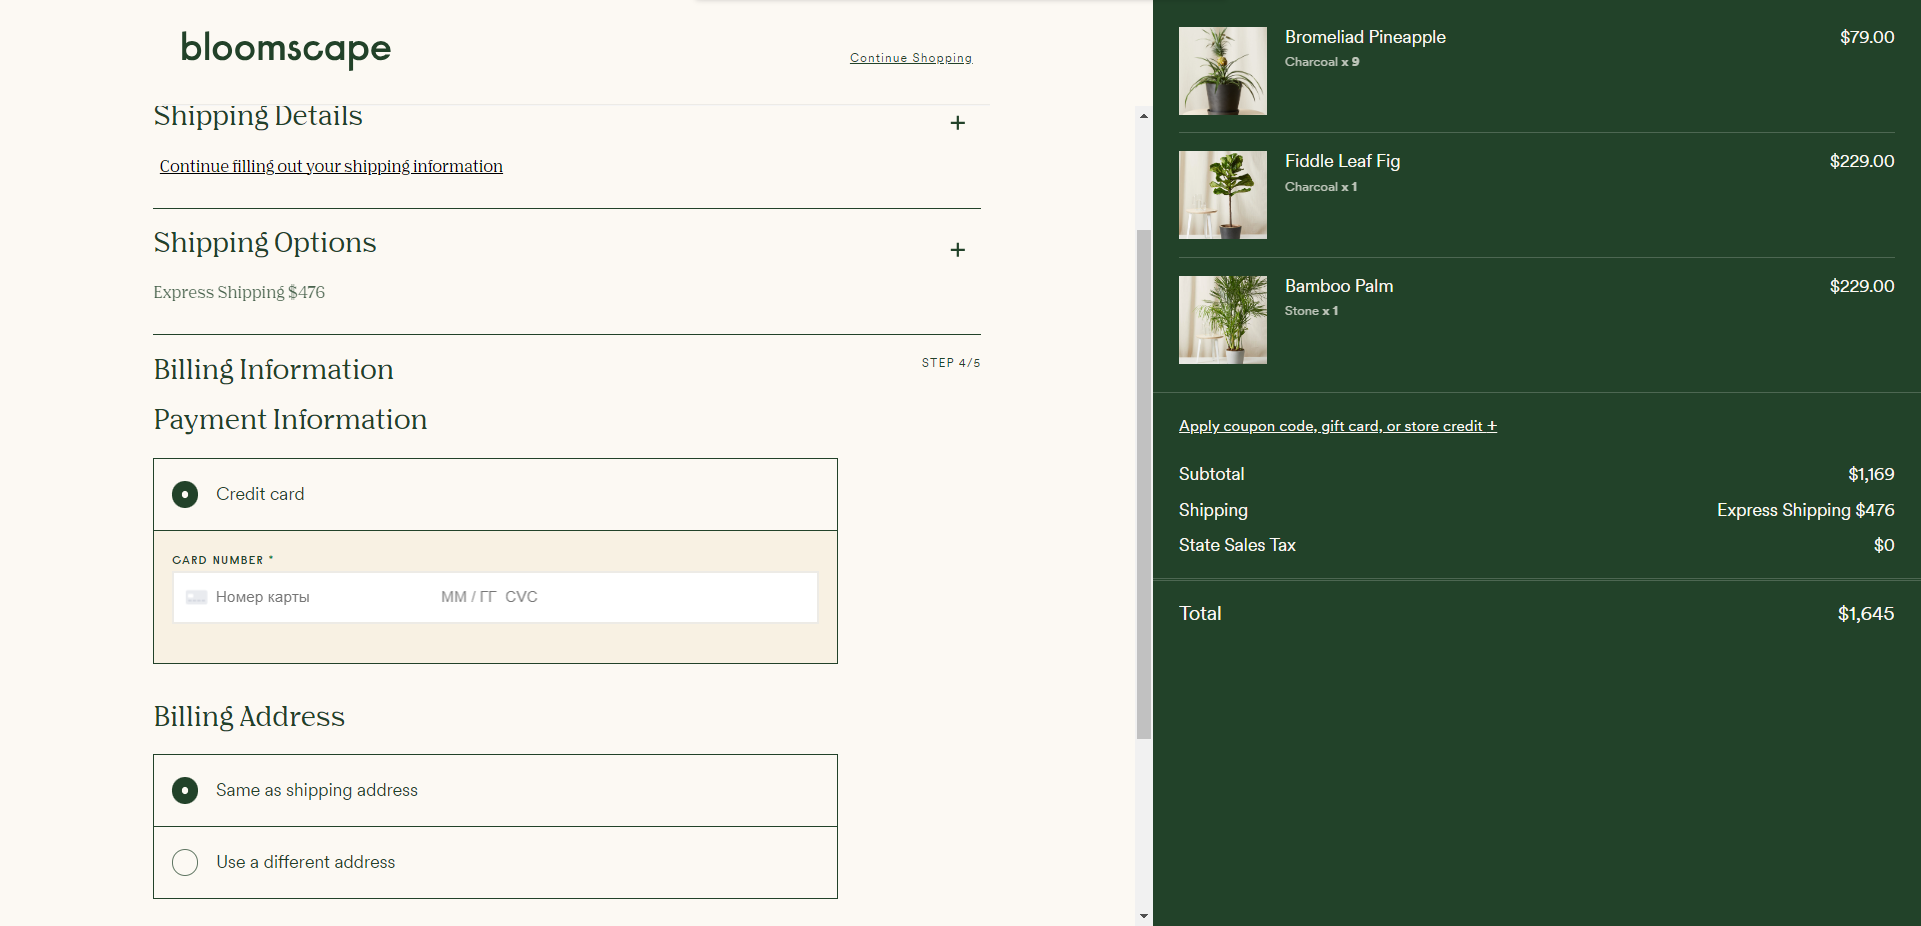 bloomscape
Continue Shopping
Shipping Details
+
Continue filling out your shipping information
Shipping Options
+
Express Shipping $476
Billing Information
STEP 4/5
Payment Information
Credit card
CARD NUMBER *
Номер карты
ММ / ГГ CVC
Billing Address
Same as shipping address
Use a different address
Bromeliad Pineapple
$79.00
Charcoal x 9
Fiddle Leaf Fig
$229.00
Charcoal x 1
Bamboo Palm
$229.00
Stone x 1
Apply coupon code, gift card, or store credit +
Subtotal
$1,169
Shipping
Express Shipping $476
State Sales Tax
$0
Total
$1,645